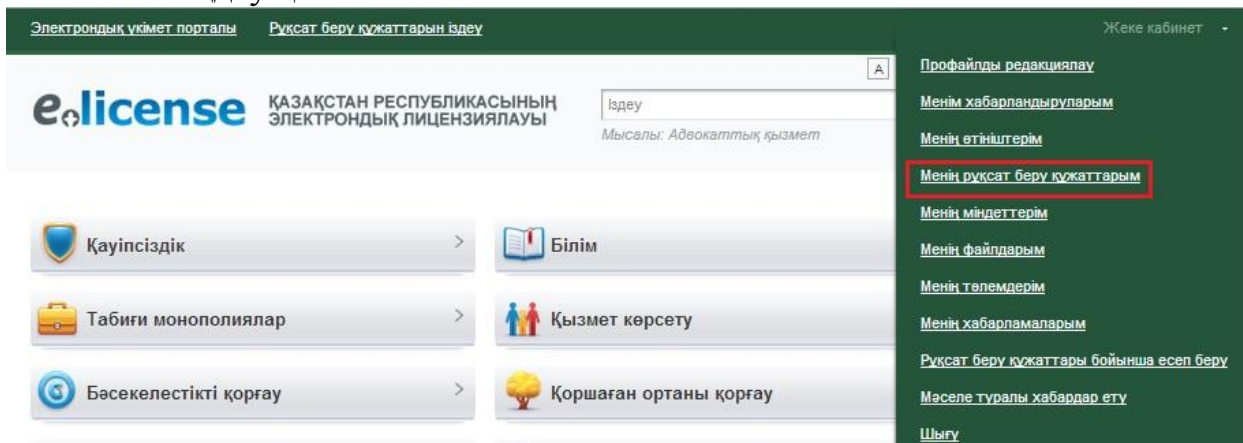 Электрондық үкімет порталы Рұқсат беру құжаттарын іздеу Жеке кабинет
Профайлды редакциялау
Менім хабарландыруларым
Менің өтініштерім
Менің рұқсат беру құжаттарым
Менің міндеттерім
Менің файлдарым
Менің төлемдерім
Менің хабарламаларым
Рұқсат беру құжаттары бойынша есеп беру
Мәселе туралы хабардар ету
Шығу
A
elicense ҚАЗАҚСТАН РЕСПУБЛИКАСЫНЫҢ
ЭЛЕКТРОНДЫҚ ЛИЦЕНЗИЯЛАУЫ
Іздеу
Мысалы: Адвокаттық қызмет
Қауіпсіздік
Білім
Табиғи монополиялар
Қызмет көрсету
Бәсекелестікті қорғау
Қоршаған ортаны қорғау